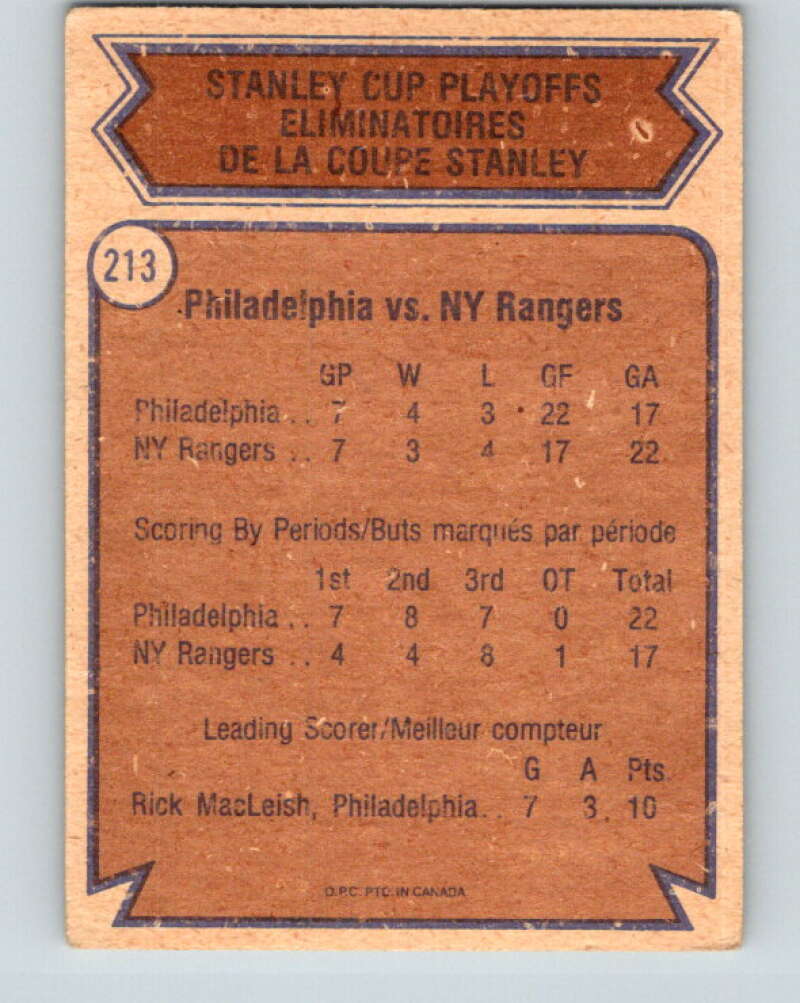 STANLEY CUP PLAYOFFS
ELIMINATOIRES
DE LA COUPE STANLEY
213
Philadelphia vs. NY Rangers
GP W L GF GA
Philadelphia .. 7 4 3 22 17
NY Rangers .. 7 3 4 17 22
Scoring By Periods/Buts marqués par période
1st 2nd 3rd OT Total
Philadelphia .. 7 8 7 0 22
NY Rangers .. 4 4 8 1 17
Leading Scorer/Meilleur compteur
G A Pts
Rick MacLeish, Philadelphia.. 7 3 10
O.P.C. PTD. IN CANADA